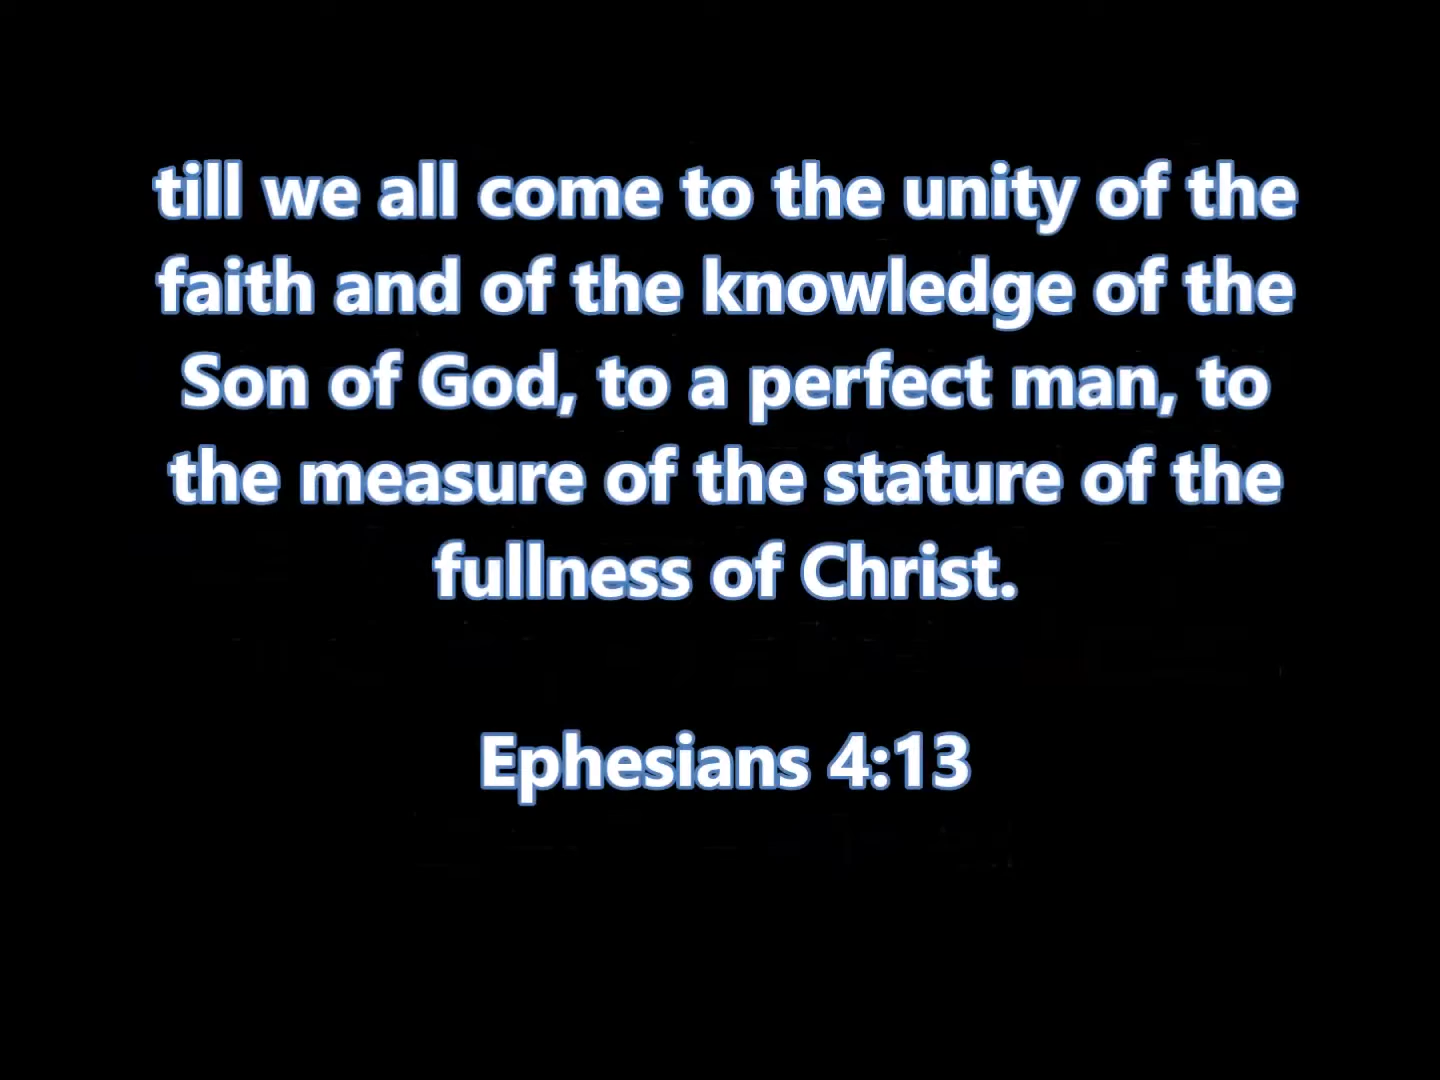 till we all come to the unity of the
faith and of the knowledge of the
Son of God, to a perfect man, to
the measure of the stature of the
fullness of Christ.
Ephesians 4:13